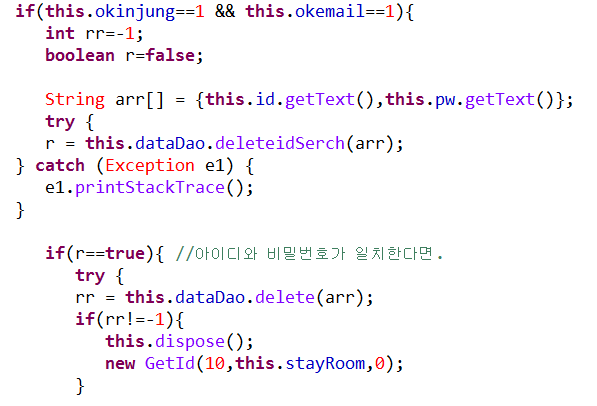 if(this.okinjung==1 && this.okemail==1){
int rr=-1;
boolean r=false;
String arr[] = {this.id.getText(),this.pw.getText()};
try {
r = this.dataDao.deleteidSerch(arr);
} catch (Exception e1) {
e1.printStackTrace();
}
if(r==true){ //아이디와 비밀번호가 일치한다면.
try {
rr = this.dataDao.delete(arr);
if(rr!=-1){
this.dispose();
new GetId(10,this.stayRoom,0);
}